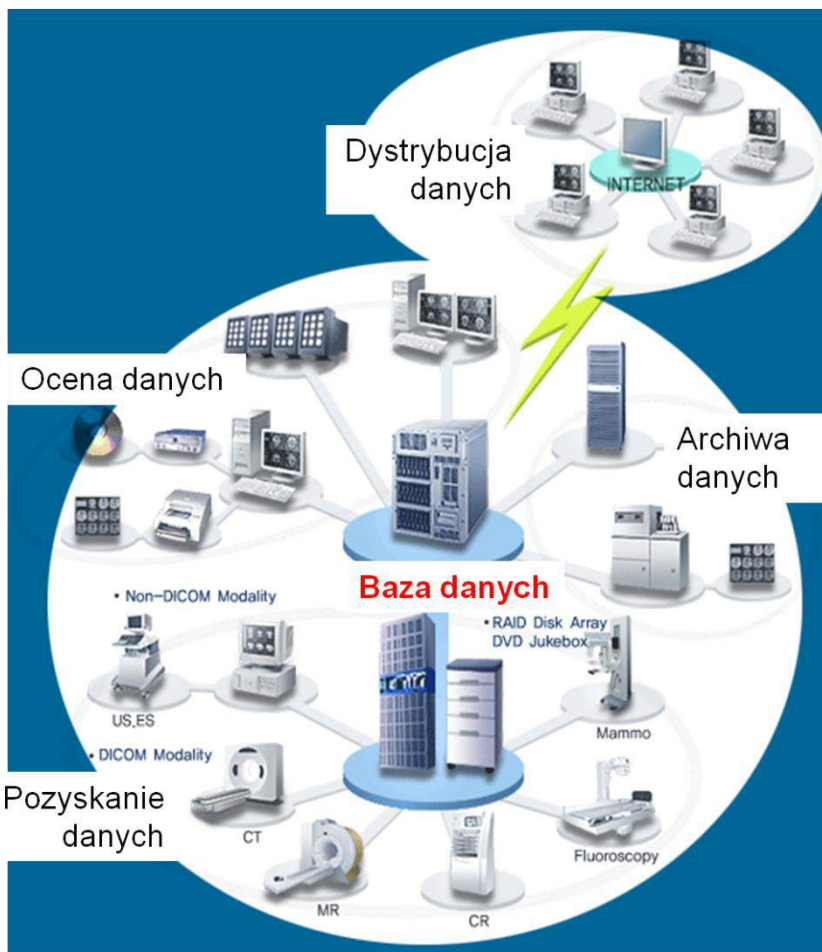 Dystrybucja
danych
INTERNET
Ocena danych
Archiwa
danych
Baza danych
• Non-DICOM Modality
• RAID Disk Array
DVD Jukebox
US,ES
Mammo
• DICOM Modality
Pozyskanie
danych
CT
Fluoroscopy
MR
CR